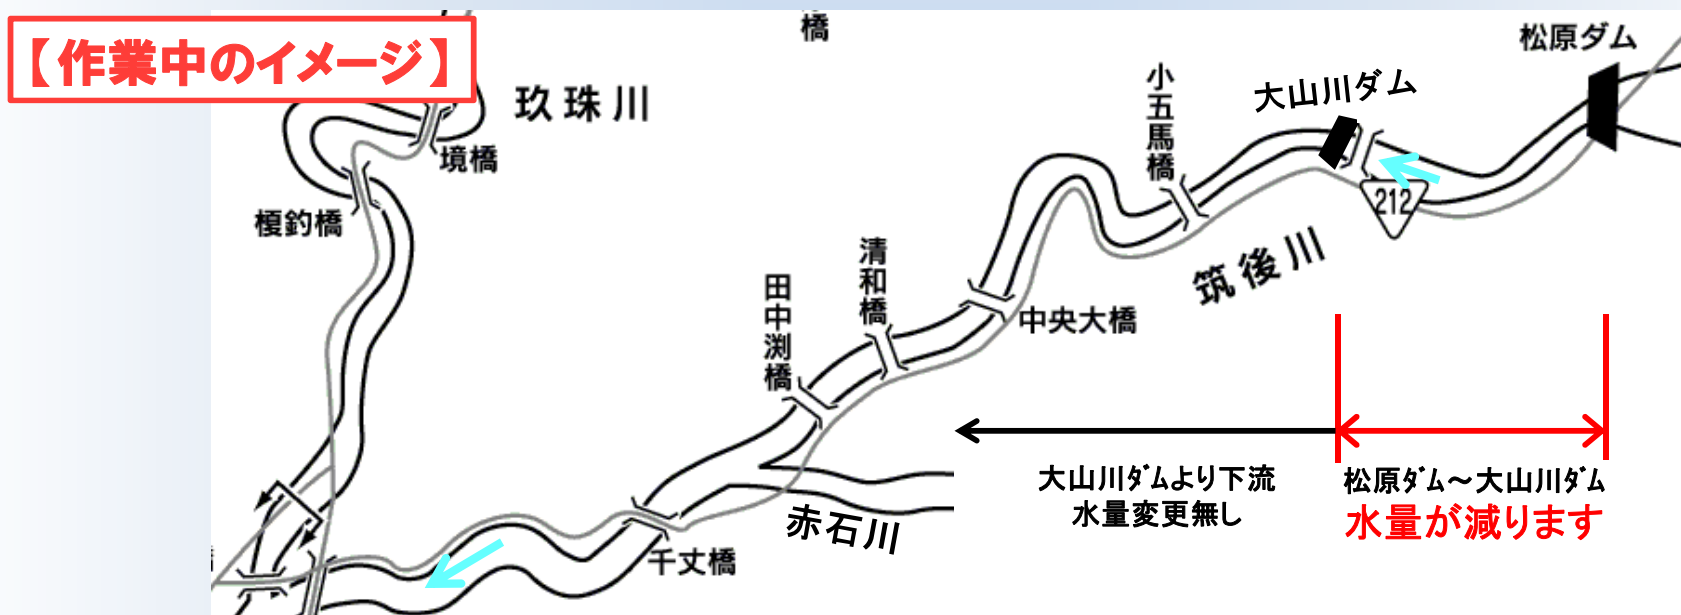 【作業中のイメージ】
橋
松原ダム
大山川ダム
小五馬橋
玖珠川
境橋
212
榎釣橋
筑後川
清和橋
田中渕橋
中央大橋
大山川ダムより下流
水量変更無し
松原ダム～大山川ダム
水量が減ります
赤石川
千丈橋